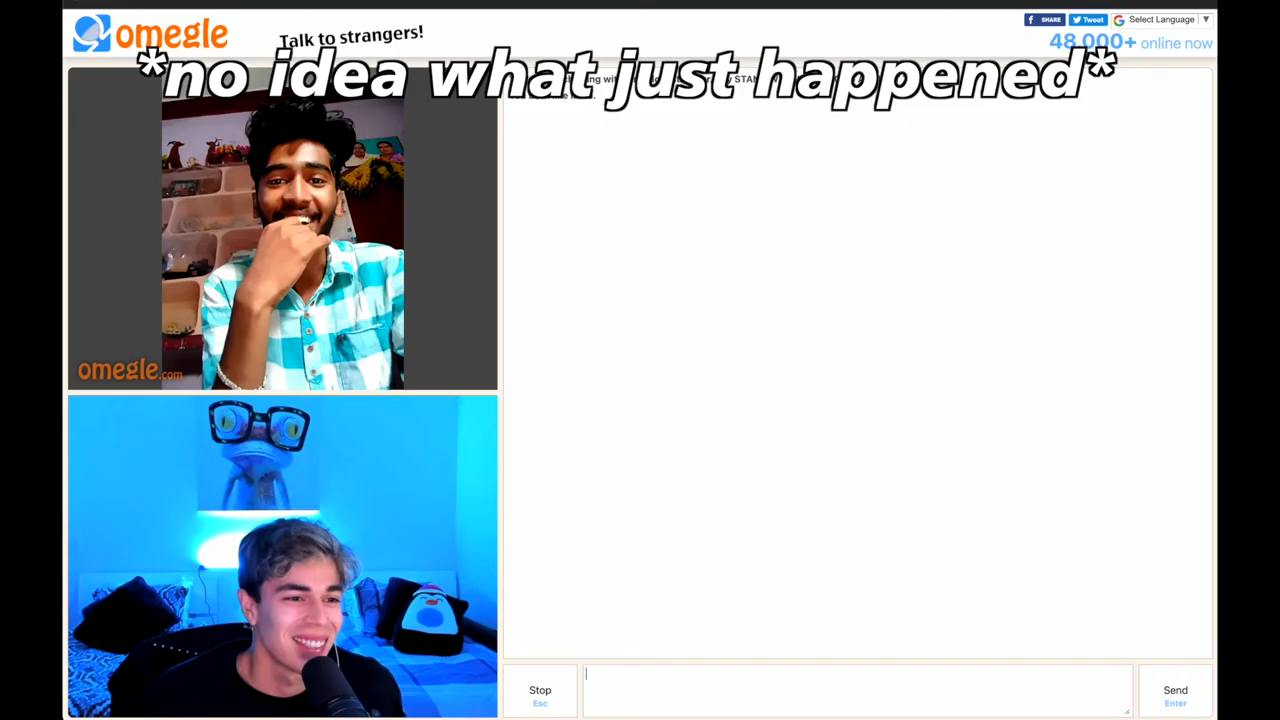 omegle
Talk to strangers!
SHARE
Tweet
Select Language
48,000+ online now
*no idea what just happened*
omegle.com
Stop
Esc
Send
Enter